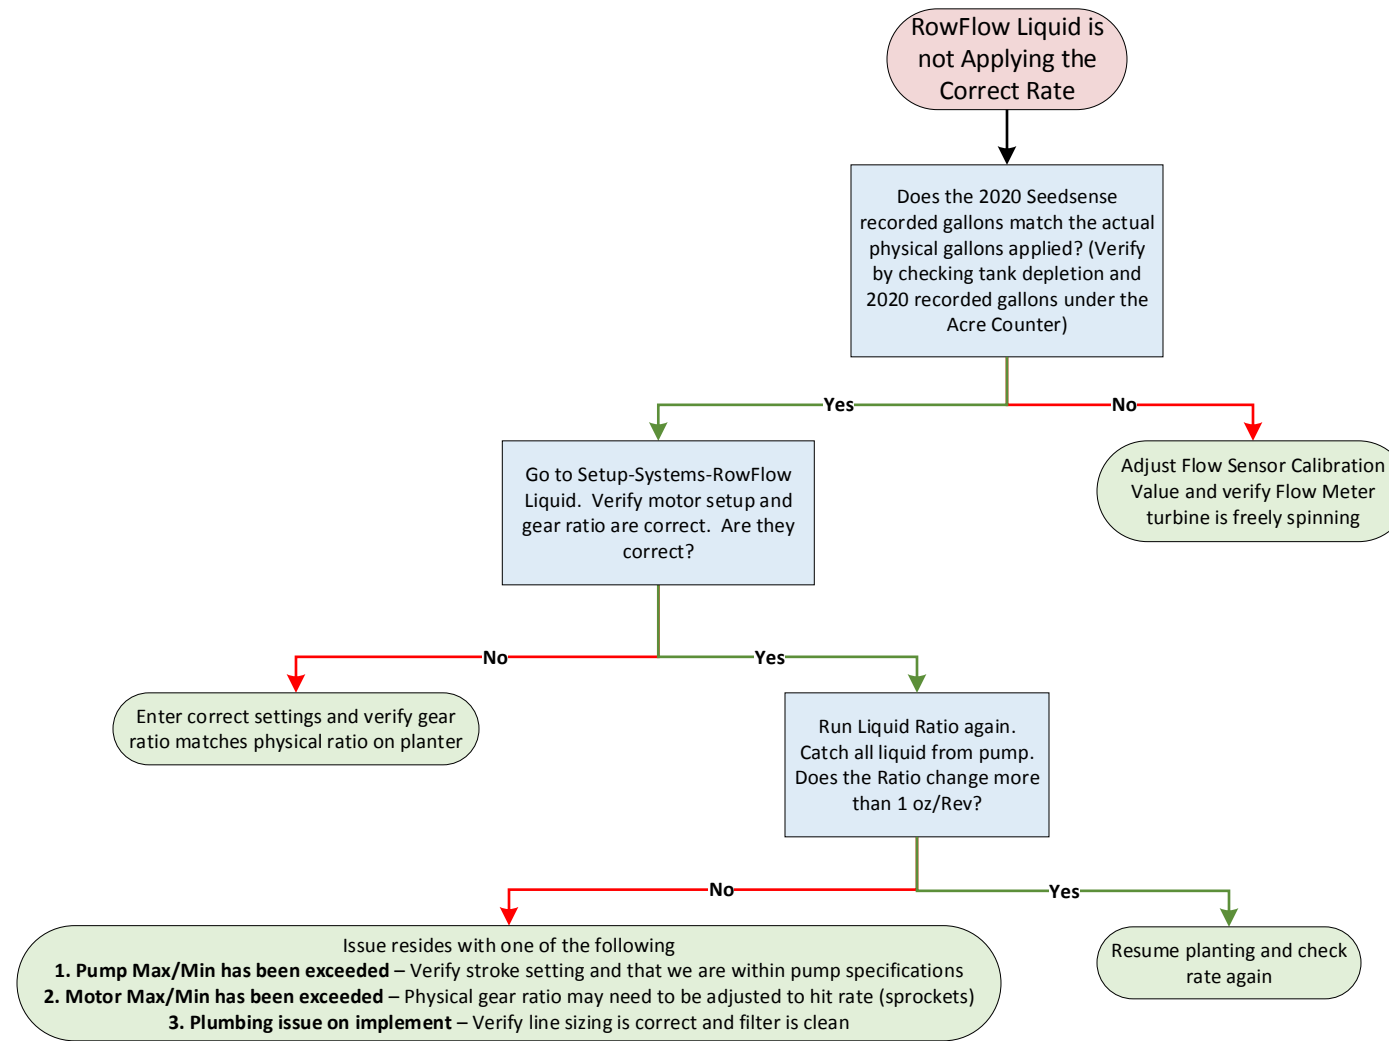 RowFlow Liquid is
not Applying the
Correct Rate
Does the 2020 Seedsense
recorded gallons match the actual
physical gallons applied? (Verify
by checking tank depletion and
2020 recorded gallons under the
Acre Counter)
Yes
No
Go to Setup-Systems-RowFlow
Liquid.  Verify motor setup and
gear ratio are correct.  Are they
correct?
Adjust Flow Sensor Calibration
Value and verify Flow Meter
turbine is freely spinning
No
Yes
Enter correct settings and verify gear
ratio matches physical ratio on planter
Run Liquid Ratio again.
Catch all liquid from pump.
Does the Ratio change more
than 1 oz/Rev?
No
Yes
Issue resides with one of the following
1. Pump Max/Min has been exceeded – Verify stroke setting and that we are within pump specifications
2. Motor Max/Min has been exceeded – Physical gear ratio may need to be adjusted to hit rate (sprockets)
3. Plumbing issue on implement – Verify line sizing is correct and filter is clean
Resume planting and check
rate again